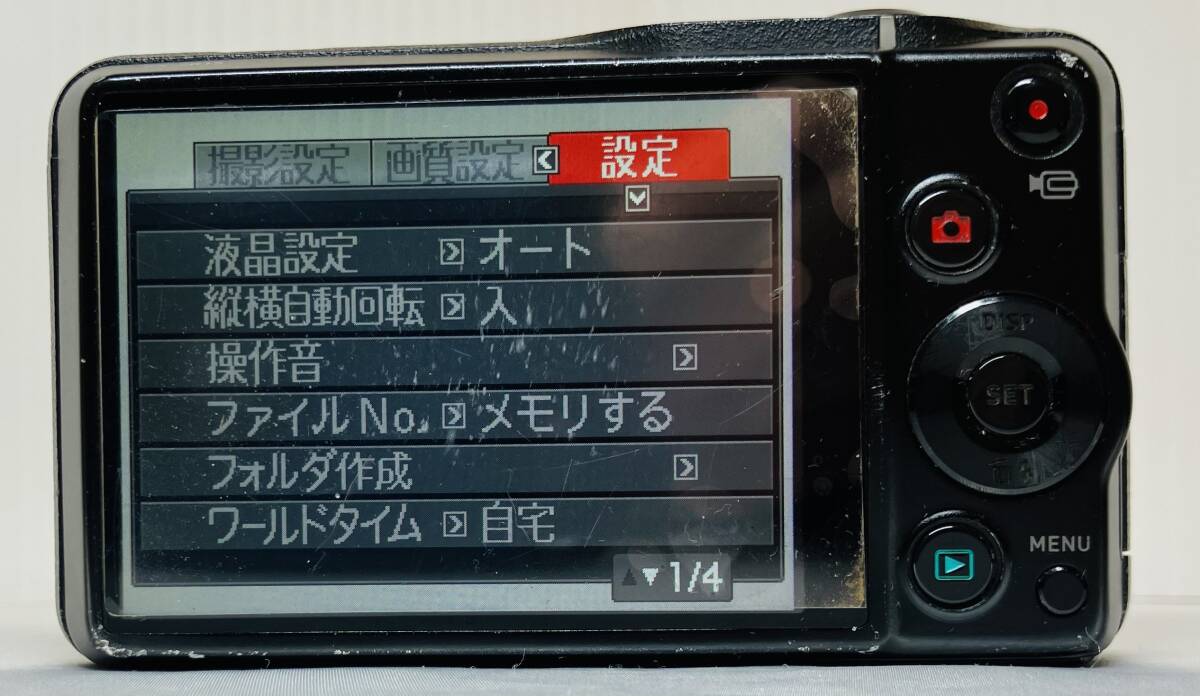 撮影設定 画質設定 設定
液晶設定 オート
縦横自動回転 入
操作音
ファイルNo. メモリする
フォルダ作成
ワールドタイム 自宅
1/4
DISP
SET
MENU